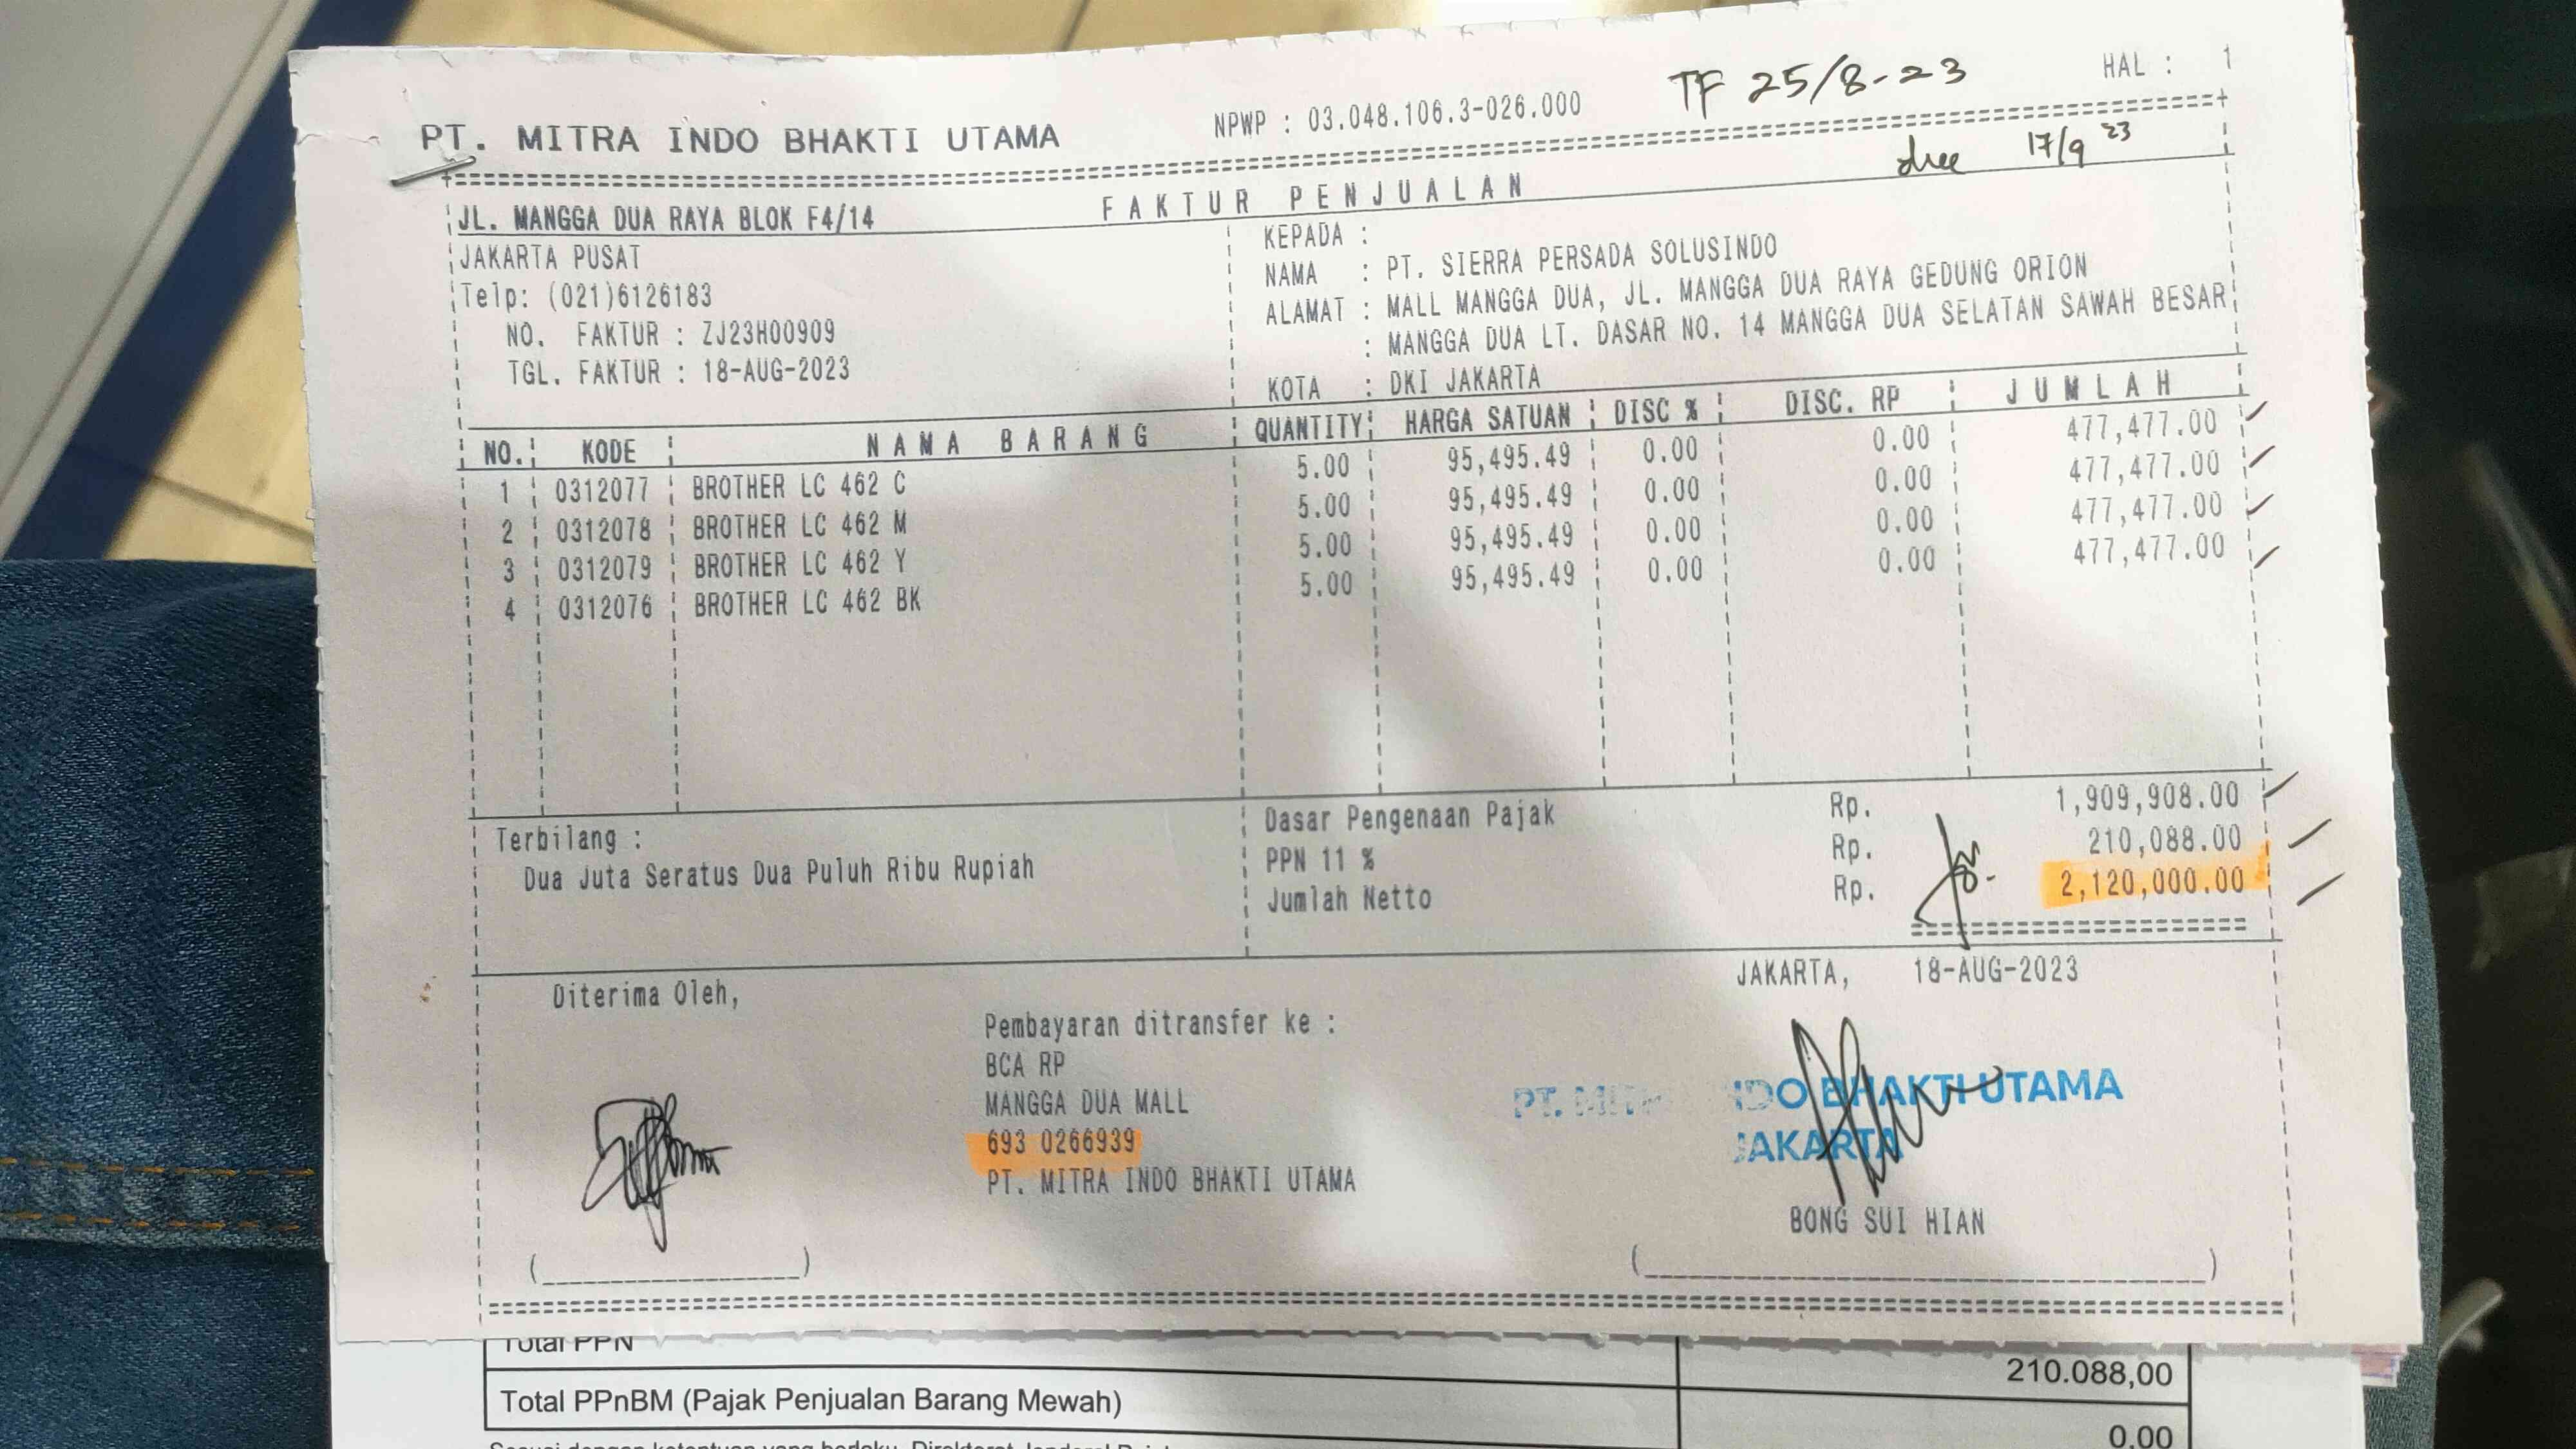 PT. MITRA INDO BHAKTI UTAMA NPWP : 03.048.106.3-026.000 TF 25/8-23 HAL : 1
due 17/9 23
FAKTUR PENJUALAN
JL. MANGGA DUA RAYA BLOK F4/14
JAKARTA PUSAT
Telp: (021)6126183
NO. FAKTUR : ZJ23H00909
TGL. FAKTUR : 18-AUG-2023
KEPADA :
NAMA : PT. SIERRA PERSADA SOLUSINDO
ALAMAT : MALL MANGGA DUA, JL. MANGGA DUA RAYA GEDUNG ORION
: MANGGA DUA LT. DASAR NO. 14 MANGGA DUA SELATAN SAWAH BESAR
KOTA : DKI JAKARTA
NO. KODE NAMA BARANG QUANTITY HARGA SATUAN DISC % DISC. RP JUMLAH
1 0312077 BROTHER LC 462 C 5.00 95,495.49 0.00 0.00 477,477.00
2 0312078 BROTHER LC 462 M 5.00 95,495.49 0.00 0.00 477,477.00
3 0312079 BROTHER LC 462 Y 5.00 95,495.49 0.00 0.00 477,477.00
4 0312076 BROTHER LC 462 BK 5.00 95,495.49 0.00 0.00 477,477.00
Terbilang :
Dua Juta Seratus Dua Puluh Ribu Rupiah
Dasar Pengenaan Pajak Rp. 1,909,908.00
PPN 11 % Rp. 210,088.00
Jumlah Netto Rp. 2,120,000.00
Diterima Oleh,
Pembayaran ditransfer ke :
BCA RP
MANGGA DUA MALL
693 0266939
PT. MITRA INDO BHAKTI UTAMA
JAKARTA, 18-AUG-2023
PT. MITRA INDO BHAKTI UTAMA
JAKARTA
BONG SUI HIAN
Total PPN 210.088,00
Total PPnBM (Pajak Penjualan Barang Mewah) 0,00